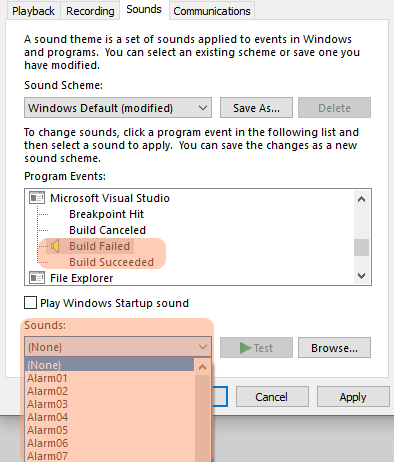 Playback Recording Sounds Communications
A sound theme is a set of sounds applied to events in Windows
and programs. You can select an existing scheme or save one you
have modified.
Sound Scheme:
Windows Default (modified) Save As... Delete
To change sounds, click a program event in the following list and
then select a sound to apply. You can save the changes as a new
sound scheme.
Program Events:
Microsoft Visual Studio
Breakpoint Hit
Build Canceled
Build Failed
Build Succeeded
File Explorer
Play Windows Startup sound
Sounds:
(None) Test Browse...
(None)
Alarm01
Alarm02
Alarm03
Alarm04
Alarm05
Alarm06
Alarm07
Cancel Apply